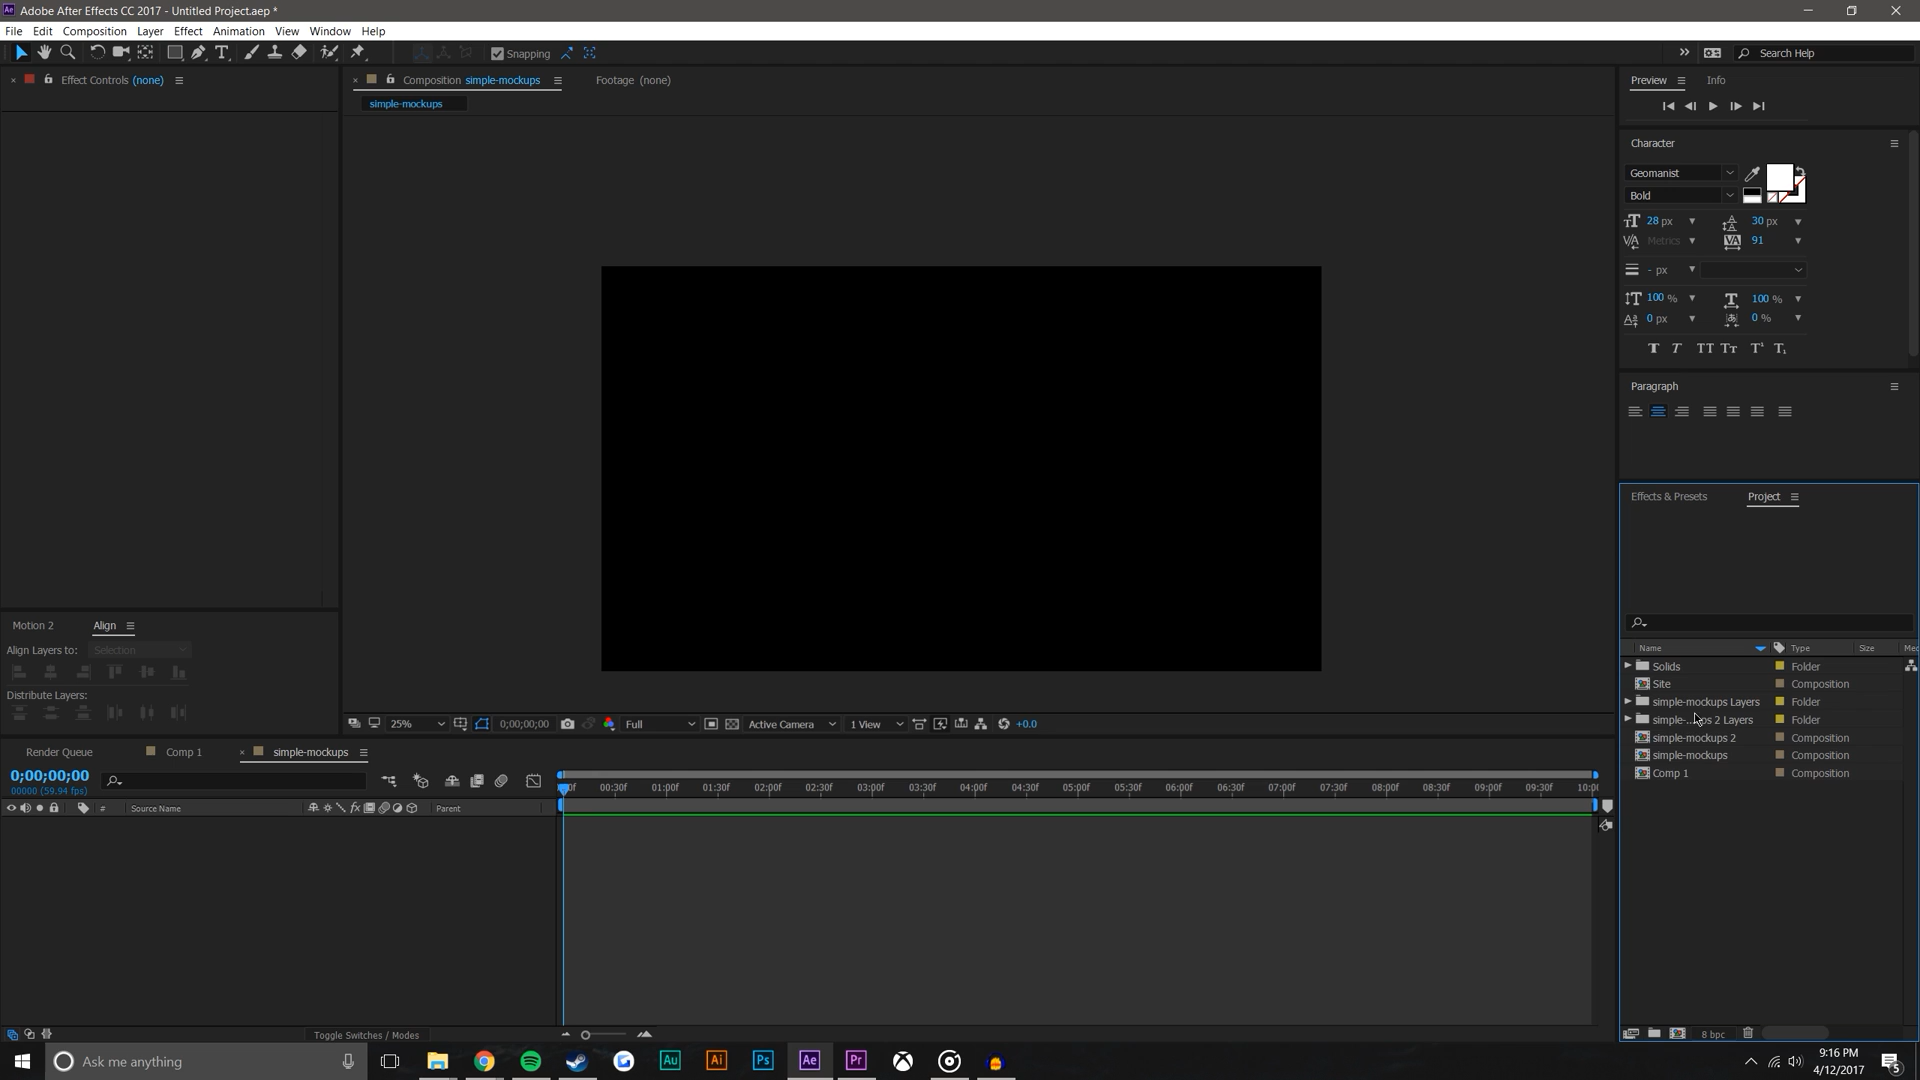 Adobe After Effects CC 2017 - Untitled Project.aep *
File Edit Composition Layer Effect Animation View Window Help
Snapping
Search Help
Effect Controls (none)
Composition simple-mockups
Footage (none)
simple-mockups
Preview Info
Character
Geomanist
Bold
28 px 30 px
Metrics 91
- px
100 % 100 %
0 px 0 %
Paragraph
Effects & Presets Project
Name Type Size Med
Solids Folder
Site Composition
simple-mockups Layers Folder
simple-...ps 2 Layers Folder
simple-mockups 2 Composition
simple-mockups Composition
Comp 1 Composition
8 bpc
Motion 2 Align
Align Layers to: Selection
Distribute Layers:
25% 0;00;00;00 Full Active Camera 1 View +0.0
Render Queue Comp 1 simple-mockups
0;00;00;00
00000 (59.94 fps)
# Source Name Parent
00f 00:30f 01:00f 01:30f 02:00f 02:30f 03:00f 03:30f 04:00f 04:30f 05:00f 05:30f 06:00f 06:30f 07:00f 07:30f 08:00f 08:30f 09:00f 09:30f 10:00
Toggle Switches / Modes
Ask me anything
Au Ai Ps Ae Pr
9:16 PM
4/12/2017
5